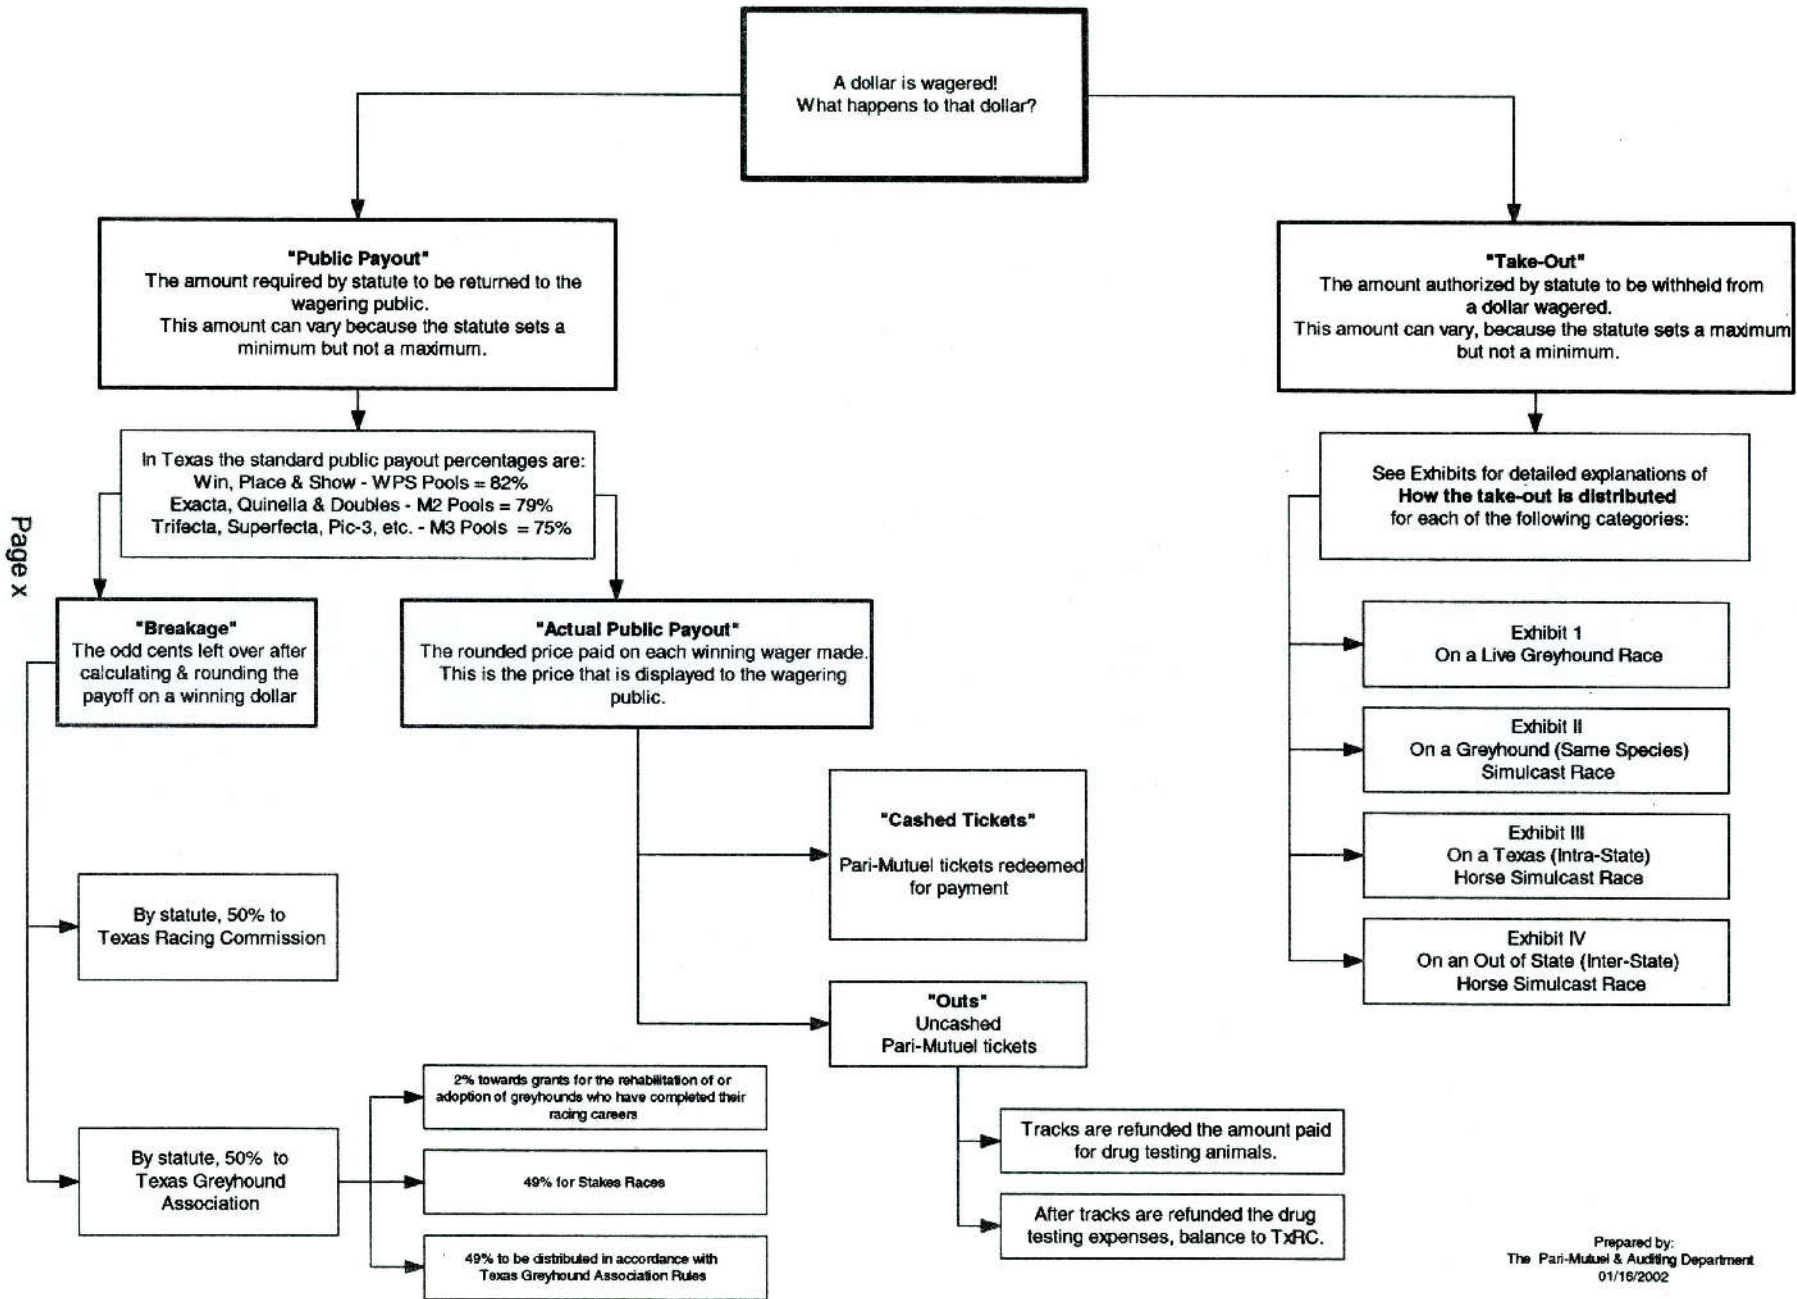 A dollar is wagered!
What happens to that dollar?
"Public Payout"
The amount required by statute to be returned to the
wagering public.
This amount can vary because the statute sets a
minimum but not a maximum.
"Take-Out"
The amount authorized by statute to be withheld from
a dollar wagered.
This amount can vary, because the statute sets a maximum
but not a minimum.
In Texas the standard public payout percentages are:
Win, Place & Show - WPS Pools = 82%
Exacta, Quinella & Doubles - M2 Pools = 79%
Trifecta, Superfecta, Pic-3, etc. - M3 Pools = 75%
See Exhibits for detailed explanations of
How the take-out is distributed
for each of the following categories:
Page x
"Breakage"
The odd cents left over after
calculating & rounding the
payoff on a winning dollar
"Actual Public Payout"
The rounded price paid on each winning wager made.
This is the price that is displayed to the wagering
public.
Exhibit 1
On a Live Greyhound Race
Exhibit II
On a Greyhound (Same Species)
Simulcast Race
Exhibit III
On a Texas (Intra-State)
Horse Simulcast Race
Exhibit IV
On an Out of State (Inter-State)
Horse Simulcast Race
"Cashed Tickets"
Pari-Mutuel tickets redeemed
for payment
By statute, 50% to
Texas Racing Commission
"Outs"
Uncashed
Pari-Mutuel tickets
2% towards grants for the rehabilitation of or
adoption of greyhounds who have completed their
racing careers
By statute, 50% to
Texas Greyhound
Association
49% for Stakes Races
49% to be distributed in accordance with
Texas Greyhound Association Rules
Tracks are refunded the amount paid
for drug testing animals.
After tracks are refunded the drug
testing expenses, balance to TxRC.
Prepared by:
The Pari-Mutuel & Auditing Department
01/16/2002